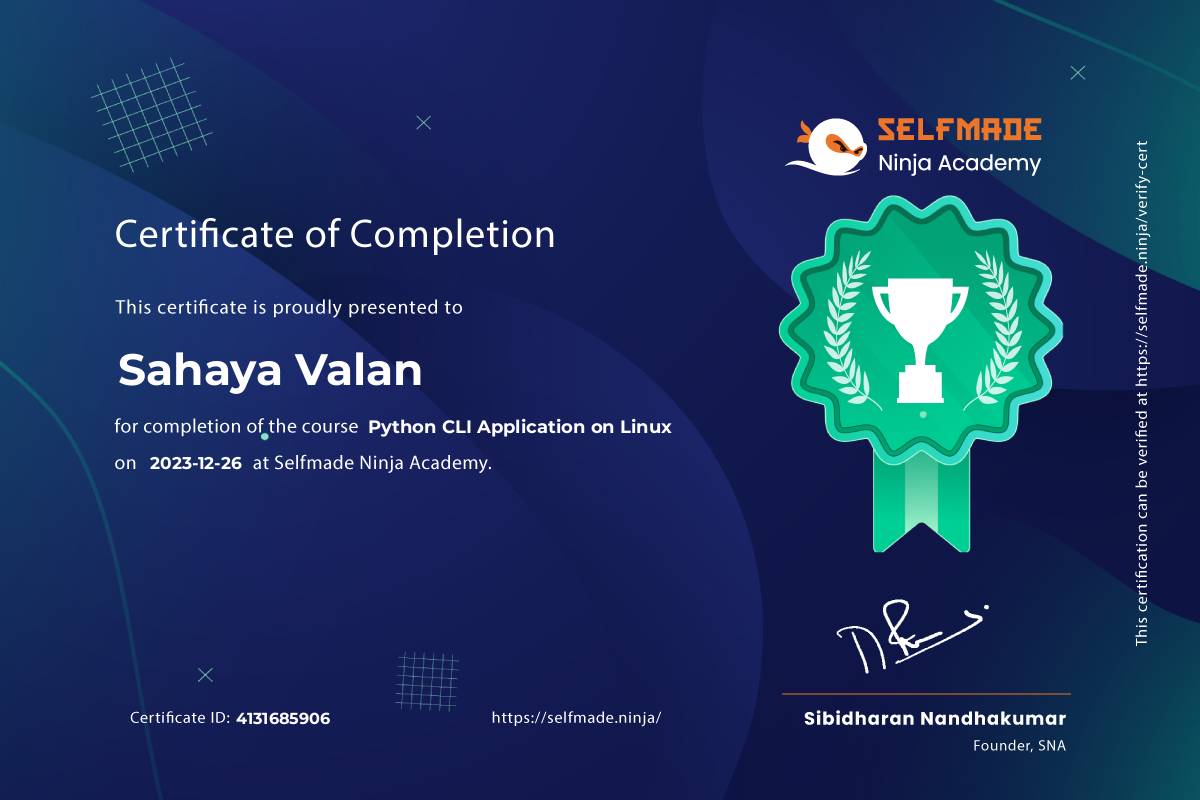 SELFMADE
Ninja Academy
Certificate of Completion
This certificate is proudly presented to
Sahaya Valan
for completion of the course Python CLI Application on Linux
on 2023-12-26 at Selfmade Ninja Academy.
Certificate ID: 4131685906
https://selfmade.ninja/
Sibidharan Nandhakumar
Founder, SNA
This certification can be verified at https://selfmade.ninja/verify-cert